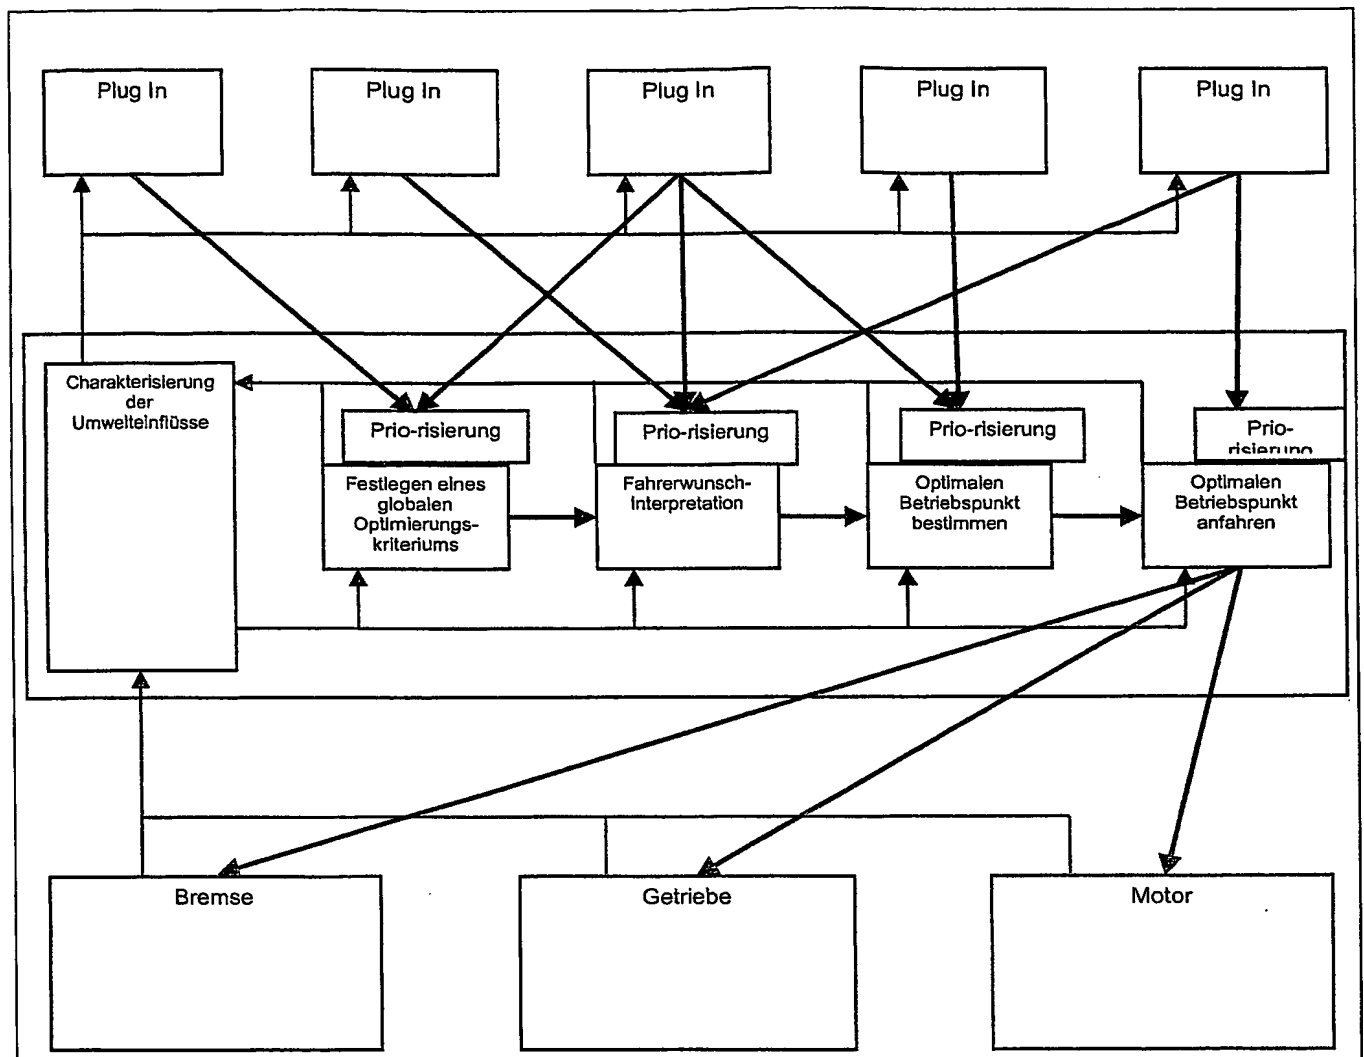 Plug In
Plug In
Plug In
Plug In
Plug In
Charakterisierung
der
Umwelteinflüsse
Prio-risierung
Prio-risierung
Prio-risierung
Prio-
risierung
Festlegen eines
globalen
Optimierungs-
kriteriums
Fahrerwunsch-
Interpretation
Optimalen
Betriebspunkt
bestimmen
Optimalen
Betriebspunkt
anfahren
Bremse
Getriebe
Motor